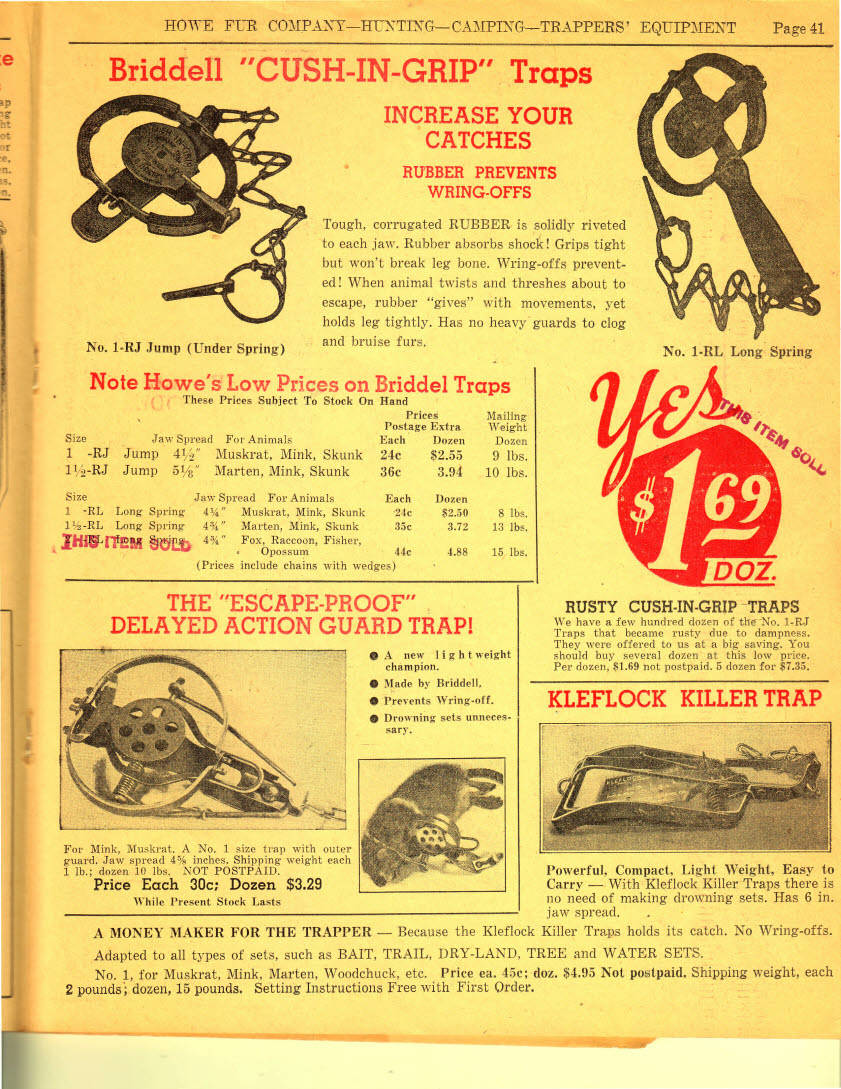 HOWE FUR COMPANY—HUNTING—CAMPING—TRAPPERS' EQUIPMENT Page 41
Briddell "CUSH-IN-GRIP" Traps
INCREASE YOUR
CATCHES
RUBBER PREVENTS
WRING-OFFS
Tough, corrugated RUBBER is solidly riveted
to each jaw. Rubber absorbs shock! Grips tight
but won't break leg bone. Wring-offs prevent-
ed! When animal twists and threshes about to
escape, rubber "gives" with movements, yet
holds leg tightly. Has no heavy guards to clog
and bruise furs.
No. 1-RJ Jump (Under Spring)
No. 1-RL Long Spring
Note Howe's Low Prices on Briddel Traps
These Prices Subject To Stock On Hand
Prices Mailing
Postage Extra Weight
Size Jaw Spread For Animals Each Dozen Dozen
1 -RJ Jump 4½" Muskrat, Mink, Skunk 24c $2.55 9 lbs.
1½-RJ Jump 5⅛" Marten, Mink, Skunk 36c 3.94 10 lbs.
Size Jaw Spread For Animals Each Dozen
1 -RL Long Spring 4¼" Muskrat, Mink, Skunk 24c $2.50 8 lbs.
1½-RL Long Spring 4¾" Marten, Mink, Skunk 35c 3.72 13 lbs.
2 -RL Long Spring 4¾" Fox, Raccoon, Fisher,
Opossum 44c 4.88 15 lbs.
THIS ITEM SOLD
(Prices include chains with wedges)
YES
THIS ITEM SOLD
$1.69
DOZ.
RUSTY CUSH-IN-GRIP TRAPS
We have a few hundred dozen of the No. 1-RJ
Traps that became rusty due to dampness.
They were offered to us at a big saving. You
should buy several dozen at this low price.
Per dozen, $1.69 not postpaid. 5 dozen for $7.35.
THE "ESCAPE-PROOF"
DELAYED ACTION GUARD TRAP!
A new lightweight
champion.
Made by Briddell.
Prevents Wring-off.
Drowning sets unneces-
sary.
For Mink, Muskrat. A No. 1 size trap with outer
guard. Jaw spread 4⅝ inches. Shipping weight each
1 lb.; dozen 10 lbs. NOT POSTPAID.
Price Each 30c; Dozen $3.29
While Present Stock Lasts
KLEFLOCK KILLER TRAP
Powerful, Compact, Light Weight, Easy to
Carry — With Kleflock Killer Traps there is
no need of making drowning sets. Has 6 in.
jaw spread.
A MONEY MAKER FOR THE TRAPPER — Because the Kleflock Killer Traps holds its catch. No Wring-offs.
Adapted to all types of sets, such as BAIT, TRAIL, DRY-LAND, TREE and WATER SETS.
No. 1, for Muskrat, Mink, Marten, Woodchuck, etc. Price ea. 45c; doz. $4.95 Not postpaid. Shipping weight, each
2 pounds; dozen, 15 pounds. Setting Instructions Free with First Order.